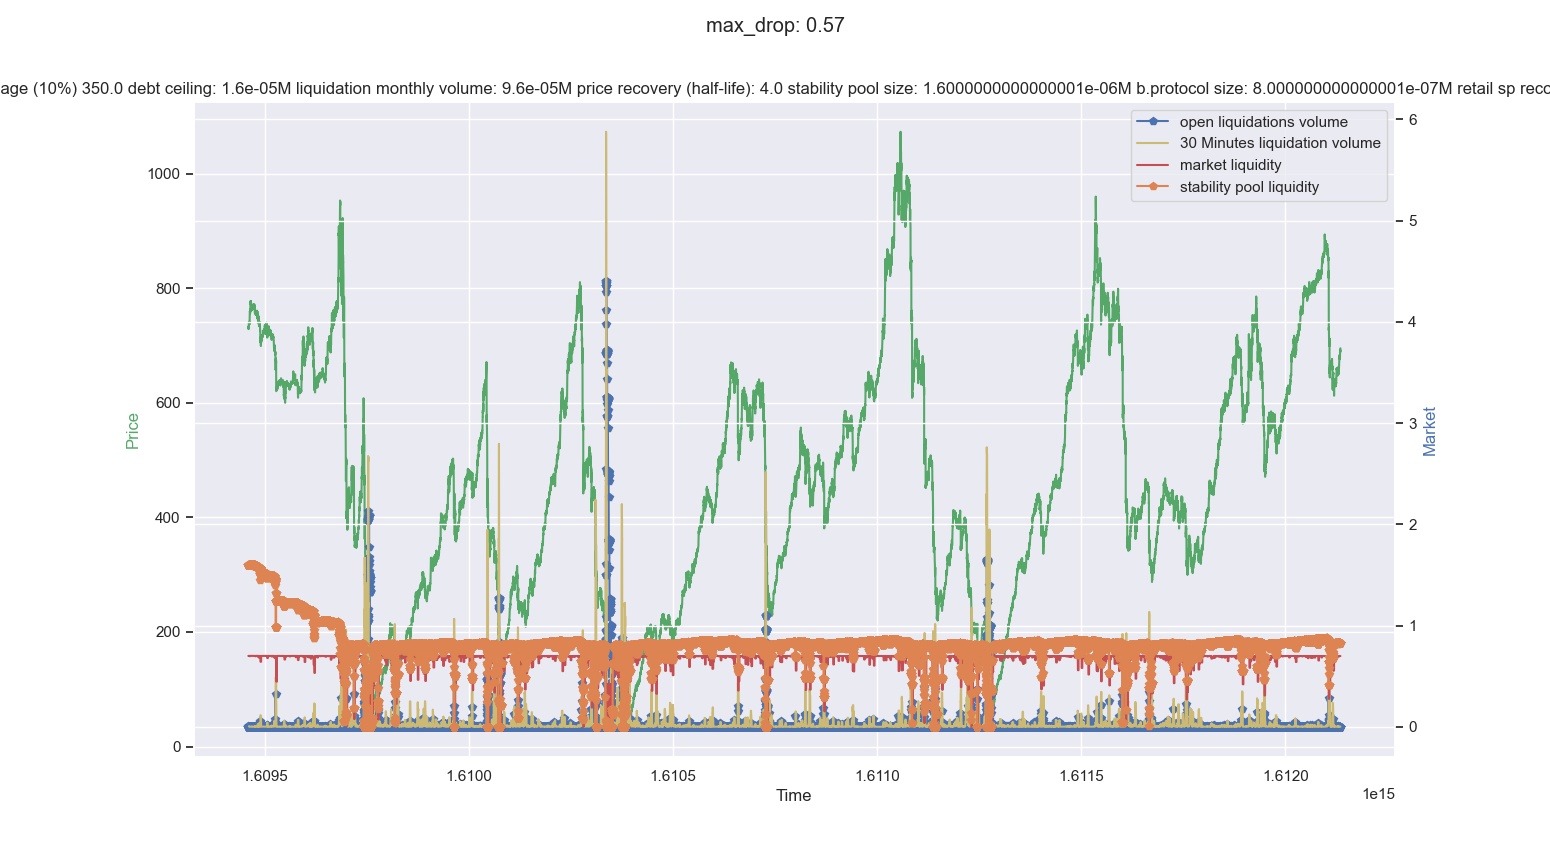 max_drop: 0.57
age (10%) 350.0 debt ceiling: 1.6e-05M liquidation monthly volume: 9.6e-05M price recovery (half-life): 4.0 stability pool size: 1.6000000000000001e-06M b.protocol size: 8.000000000000001e-07M retail sp reco
open liquidations volume
30 Minutes liquidation volume
market liquidity
stability pool liquidity
1000
800
600
400
200
0
Price
6
5
4
3
2
1
0
Market
1.6095 1.6100 1.6105 1.6110 1.6115 1.6120
1e15
Time